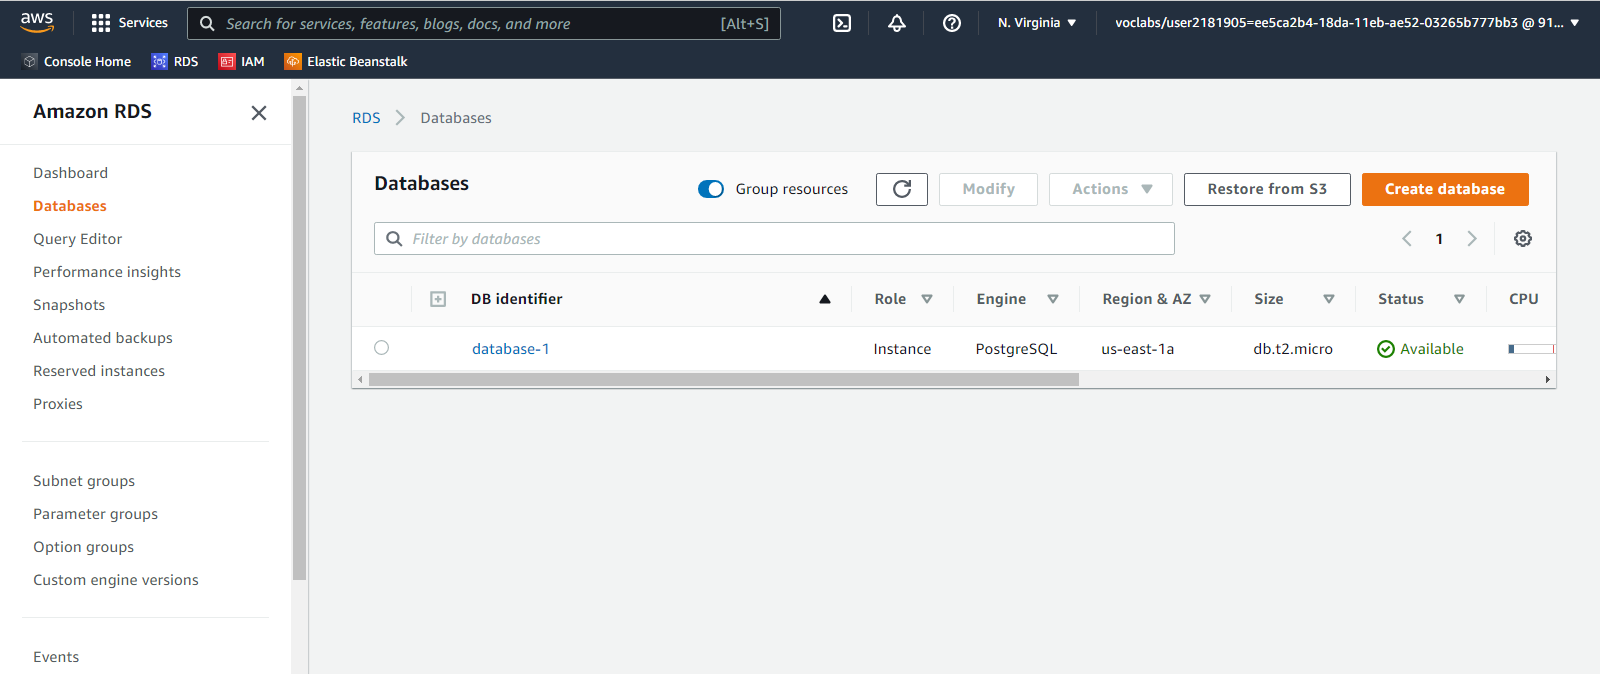 aws Services Search for services, features, blogs, docs, and more [Alt+S] N. Virginia voclabs/user2181905=ee5ca2b4-18da-11eb-ae52-03265b777bb3 @ 91...
Console Home RDS IAM Elastic Beanstalk
Amazon RDS
Dashboard
Databases
Query Editor
Performance insights
Snapshots
Automated backups
Reserved instances
Proxies
Subnet groups
Parameter groups
Option groups
Custom engine versions
Events
RDS > Databases
Databases Group resources Modify Actions Restore from S3 Create database
Filter by databases 1
DB identifier Role Engine Region & AZ Size Status CPU
database-1 Instance PostgreSQL us-east-1a db.t2.micro Available